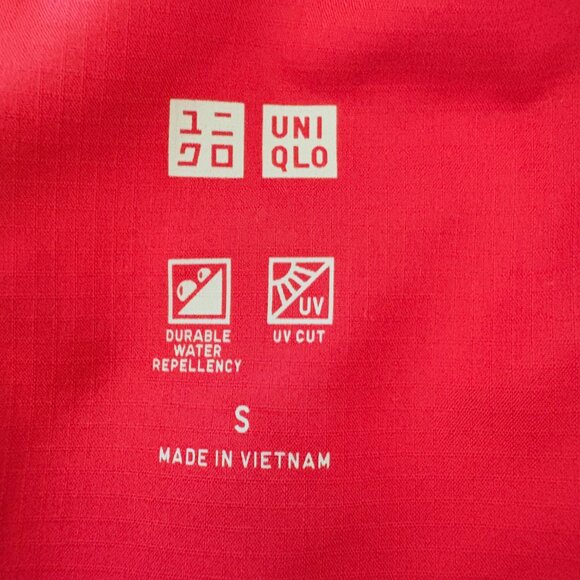 ユニ
クロ
UNI
QLO
UV
DURABLE
WATER
REPELLENCY
UV CUT
S
MADE IN VIETNAM